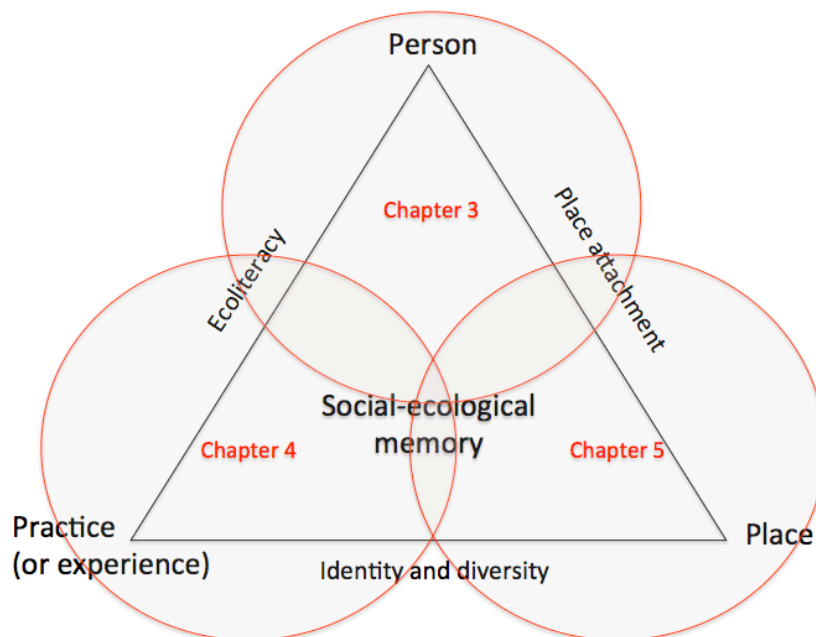 Person
Chapter 3
Place attachment
Ecoliteracy
Social-ecological
memory
Chapter 4
Chapter 5
Practice
(or experience)
Place
Identity and diversity